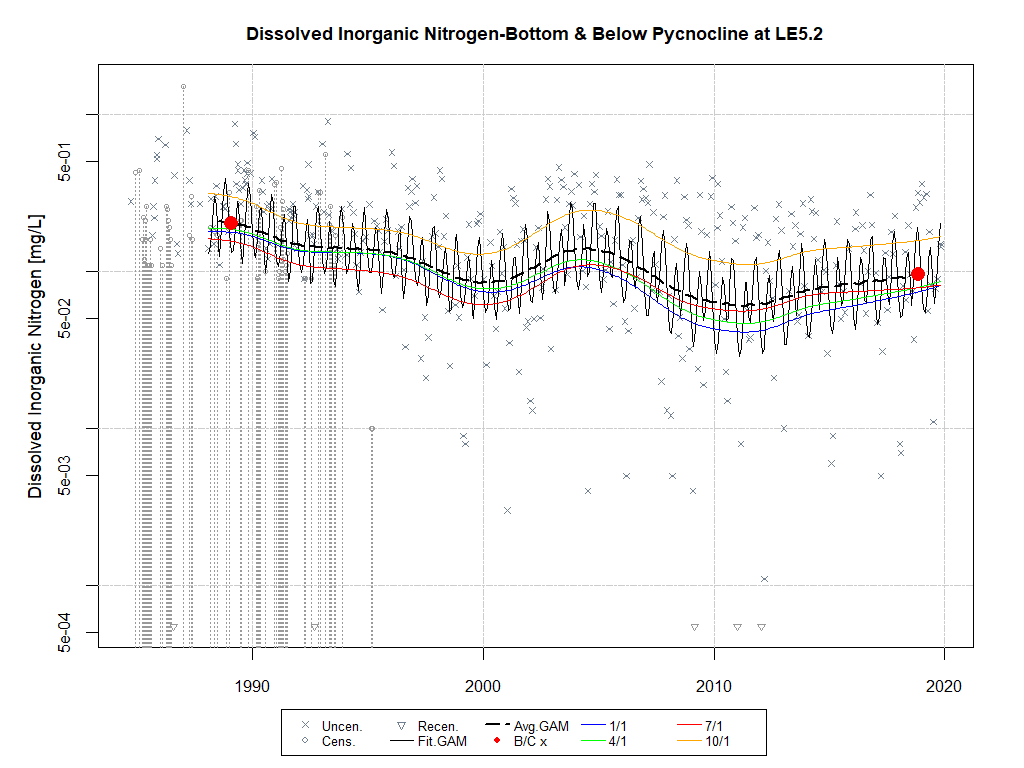 Dissolved Inorganic Nitrogen-Bottom & Below Pycnocline at LE5.2
Dissolved Inorganic Nitrogen [mg/L]
5e-01
5e-02
5e-03
5e-04
1990 2000 2010 2020
Uncen. Recen. Avg.GAM 1/1 7/1
Cens. Fit.GAM B/C x 4/1 10/1